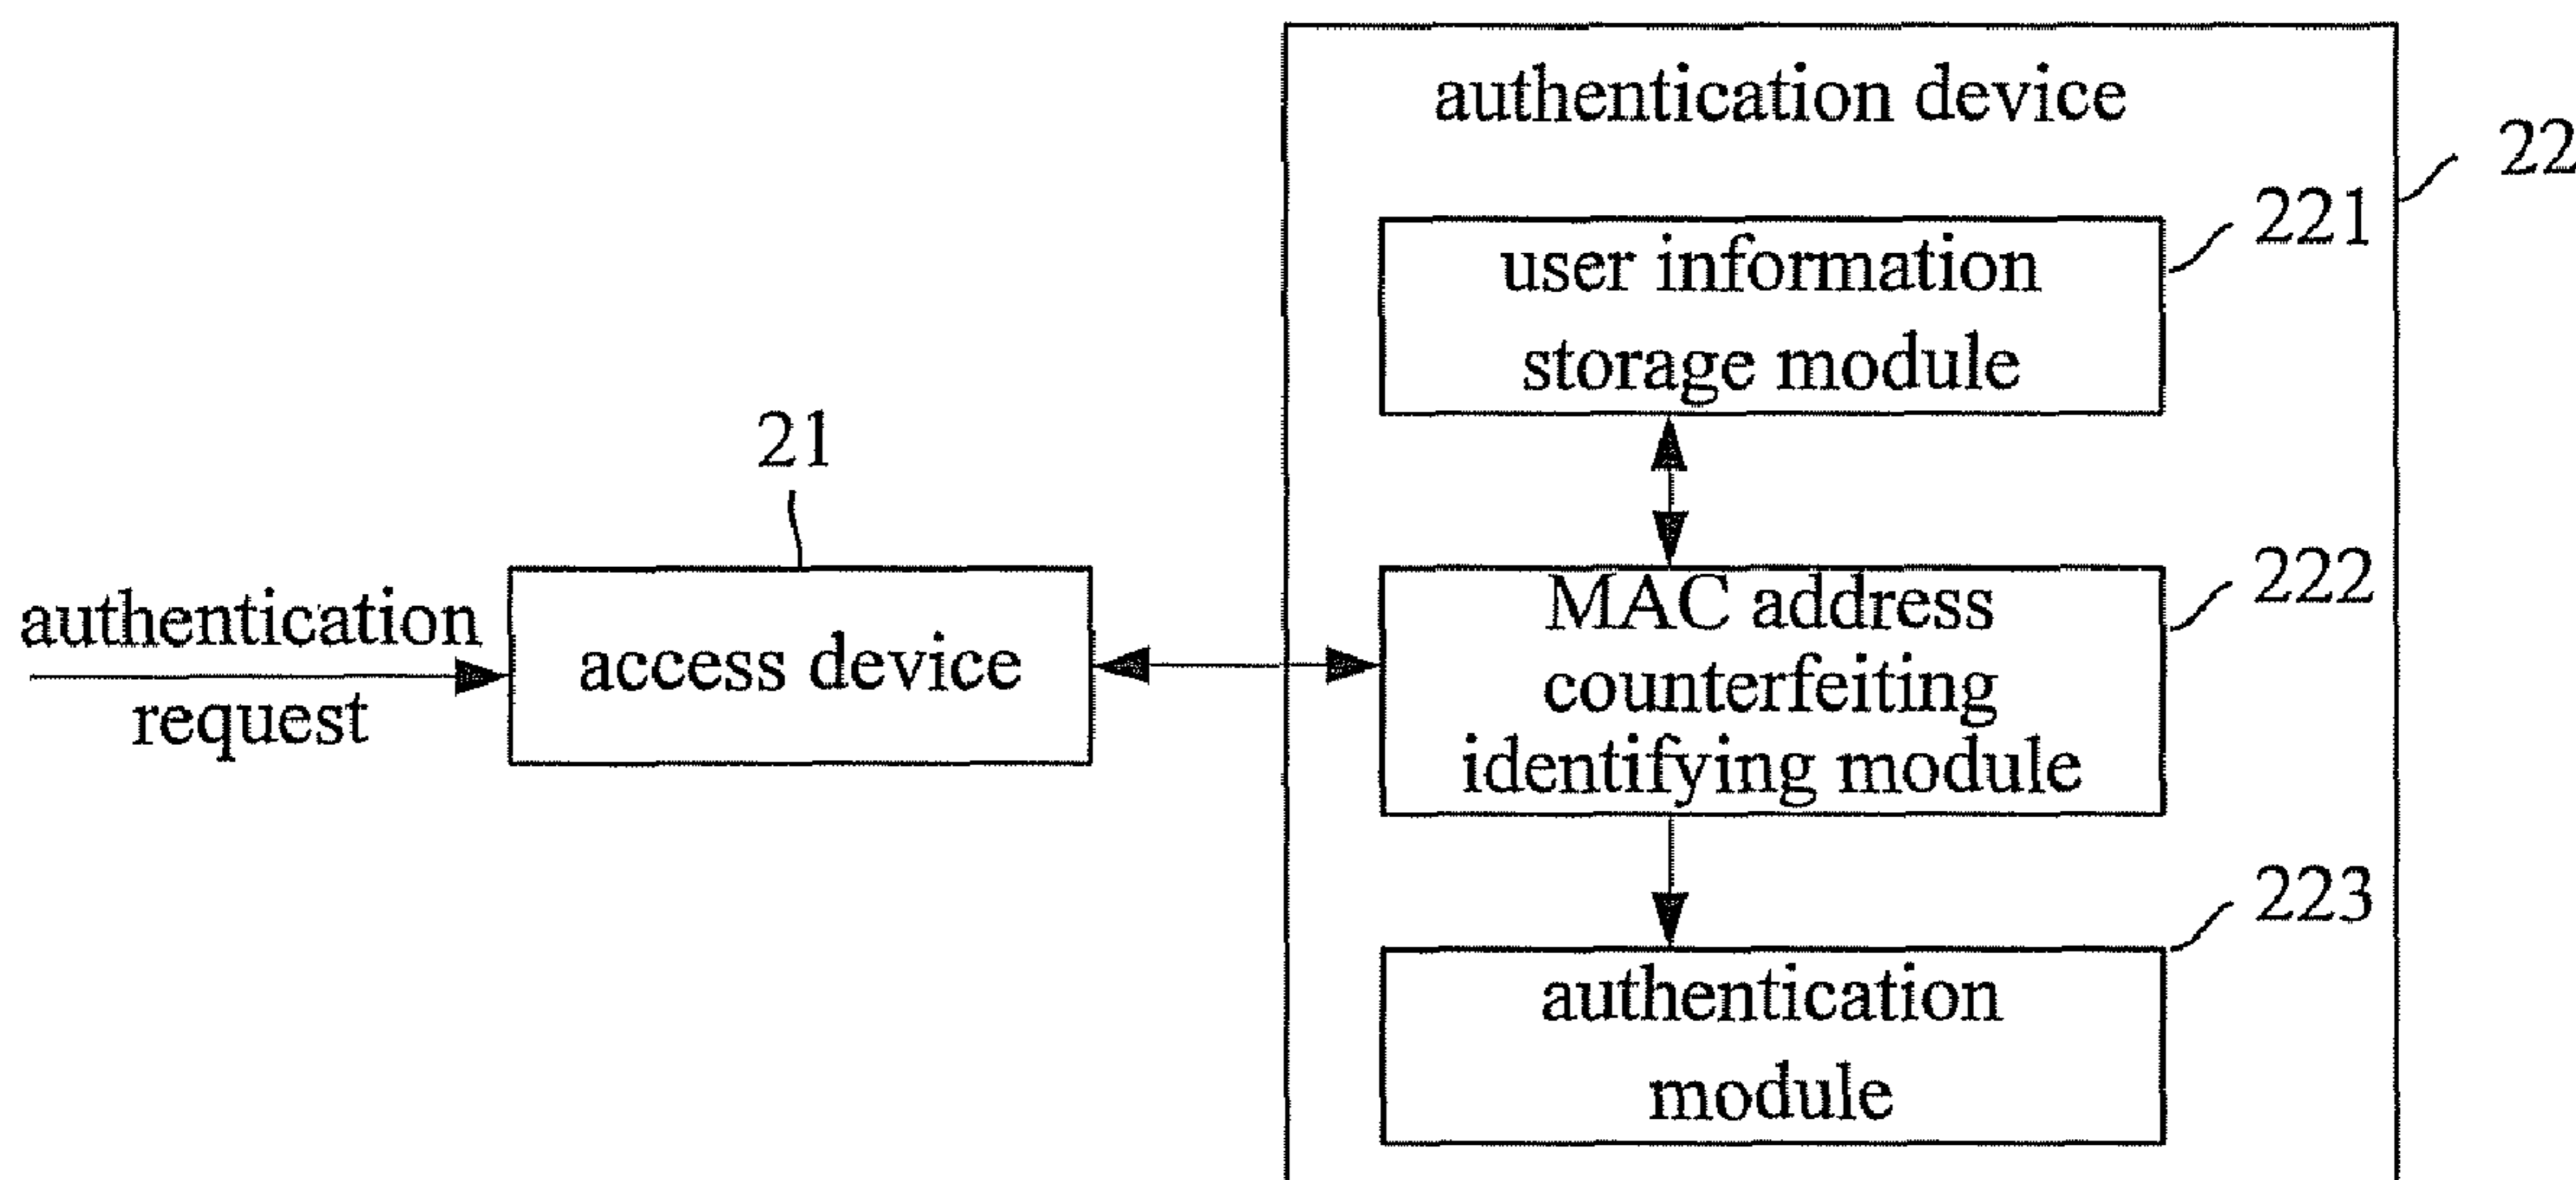 authentication device
22
user information
storage module
221
21
authentication
request
access device
MAC address
counterfeiting
identifying module
222
authentication
module
223